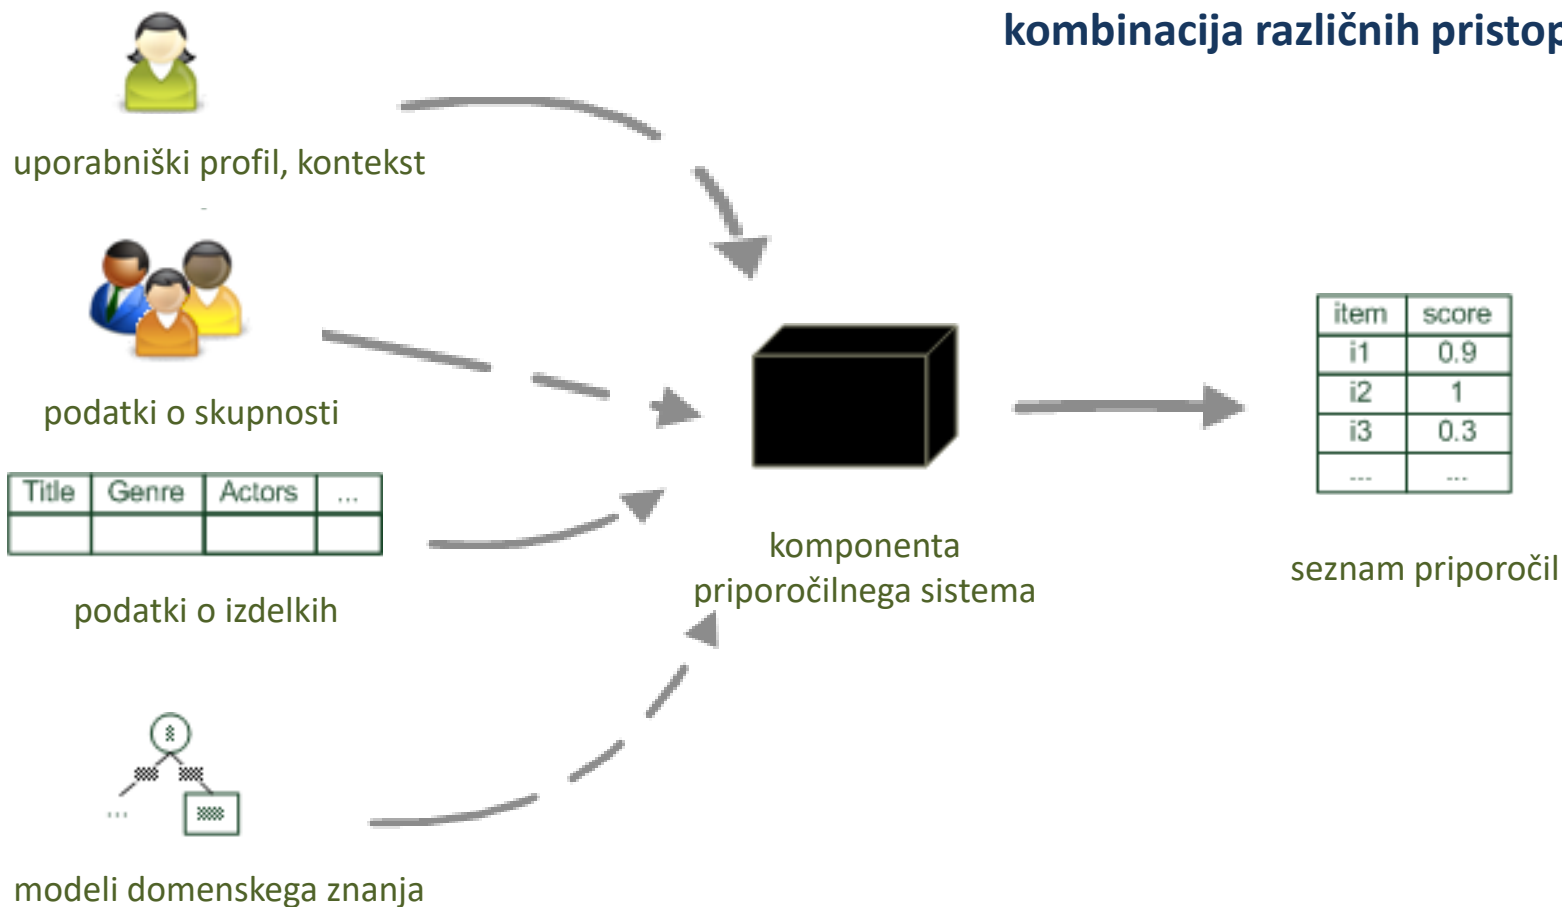 kombinacija različnih pristop
uporabniški profil, kontekst
podatki o skupnosti
Title Genre Actors ...
podatki o izdelkih
...
modeli domenskega znanja
komponenta
priporočilnega sistema
item score
i1 0.9
i2 1
i3 0.3
... ...
seznam priporočil